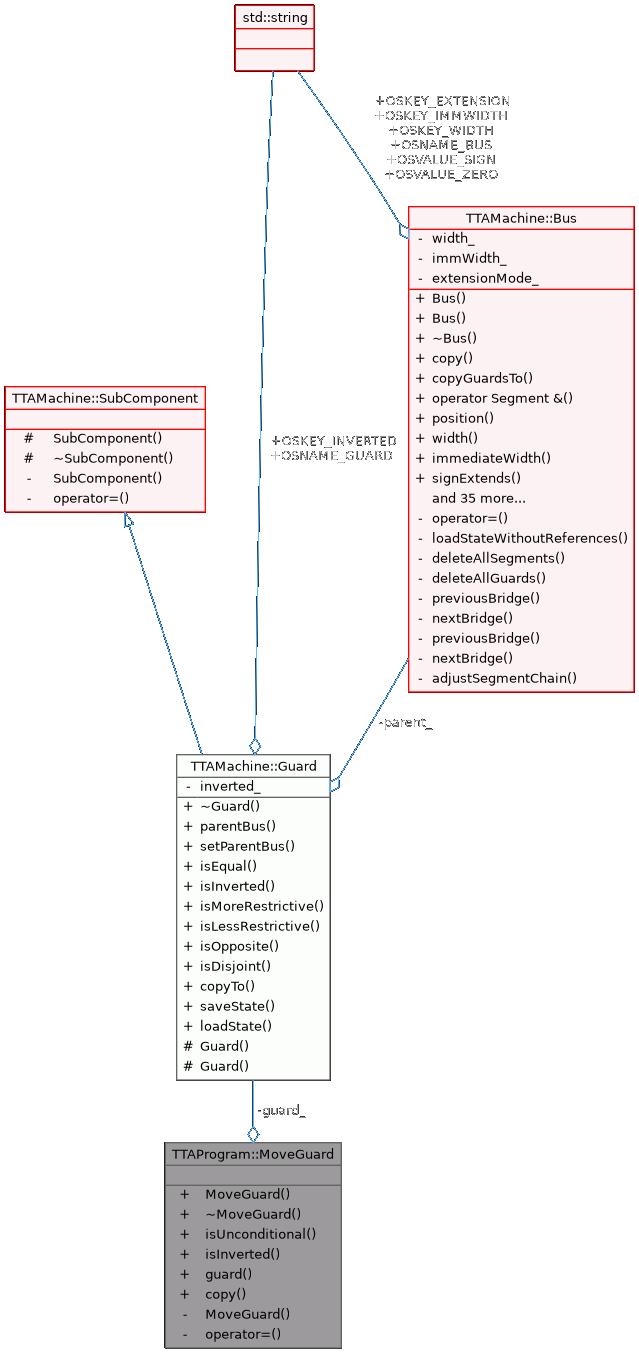 std::string
+OSKEY_EXTENSION
+OSKEY_IMMWIDTH
+OSKEY_WIDTH
+OSNAME_BUS
+OSVALUE_SIGN
+OSVALUE_ZERO
TTAMachine::Bus
- width_
- immWidth_
- extensionMode_
+ Bus()
+ Bus()
+ ~Bus()
+ copy()
+ copyGuardsTo()
+ operator Segment &()
+ position()
+ width()
+ immediateWidth()
+ signExtends()
and 35 more...
- operator=()
- loadStateWithoutReferences()
- deleteAllSegments()
- deleteAllGuards()
- previousBridge()
- nextBridge()
- previousBridge()
- nextBridge()
- adjustSegmentChain()
TTAMachine::SubComponent
# SubComponent()
# ~SubComponent()
- SubComponent()
- operator=()
+OSKEY_INVERTED
+OSNAME_GUARD
-parent_
TTAMachine::Guard
- inverted_
+ ~Guard()
+ parentBus()
+ setParentBus()
+ isEqual()
+ isInverted()
+ isMoreRestrictive()
+ isLessRestrictive()
+ isOpposite()
+ isDisjoint()
+ copyTo()
+ saveState()
+ loadState()
# Guard()
# Guard()
-guard_
TTAProgram::MoveGuard
+ MoveGuard()
+ ~MoveGuard()
+ isUnconditional()
+ isInverted()
+ guard()
+ copy()
- MoveGuard()
- operator=()